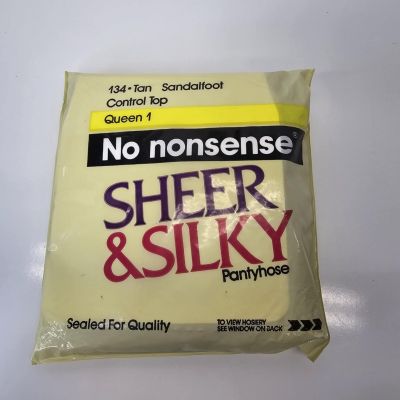 134•Tan Sandalfoot
Control Top
Queen 1
No nonsense®
SHEER
&SILKY
Pantyhose
Sealed For Quality
TO VIEW HOSIERY
SEE WINDOW ON BACK